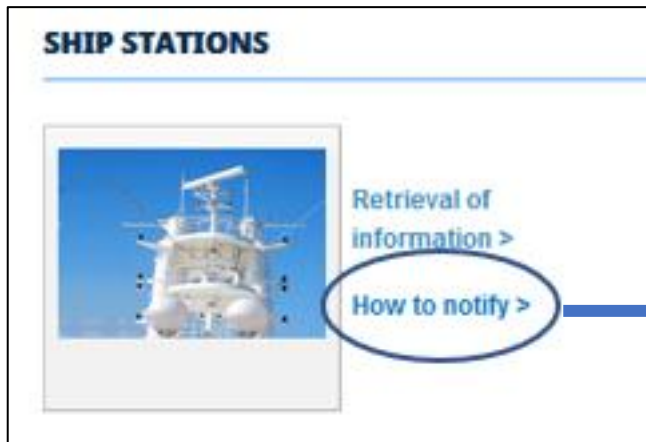 SHIP STATIONS
Retrieval of
information >
How to notify >